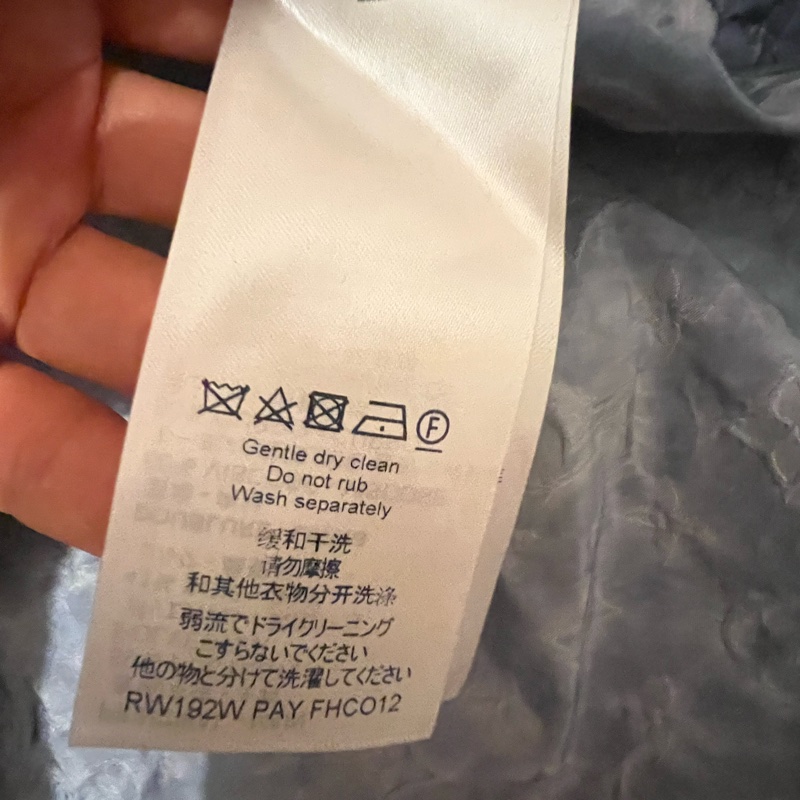 F
Gentle dry clean
Do not rub
Wash separately
缓和干洗
请勿摩擦
和其他衣物分开洗涤
弱流でドライクリーニング
こすらないでください
他の物と分けて洗濯してください
RW192W PAY FHCO12